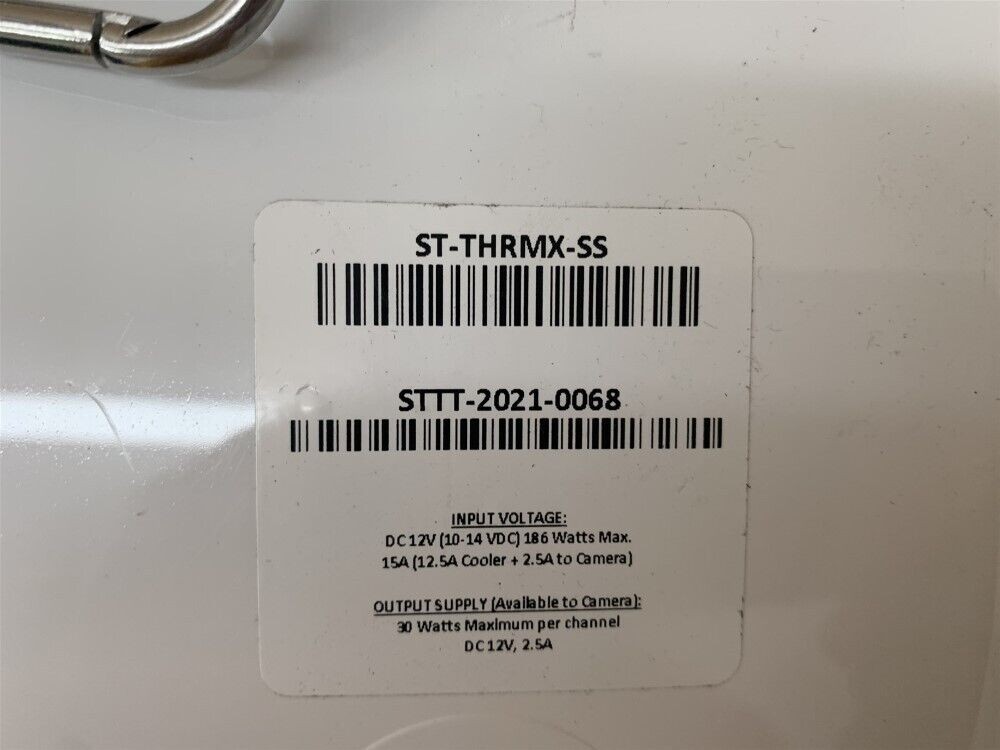 ST-THRMX-SS
STTT-2021-0068
INPUT VOLTAGE:
DC 12V (10-14 VDC) 186 Watts Max.
15A (12.5A Cooler + 2.5A to Camera)
OUTPUT SUPPLY (Available to Camera):
30 Watts Maximum per channel
DC 12V, 2.5A